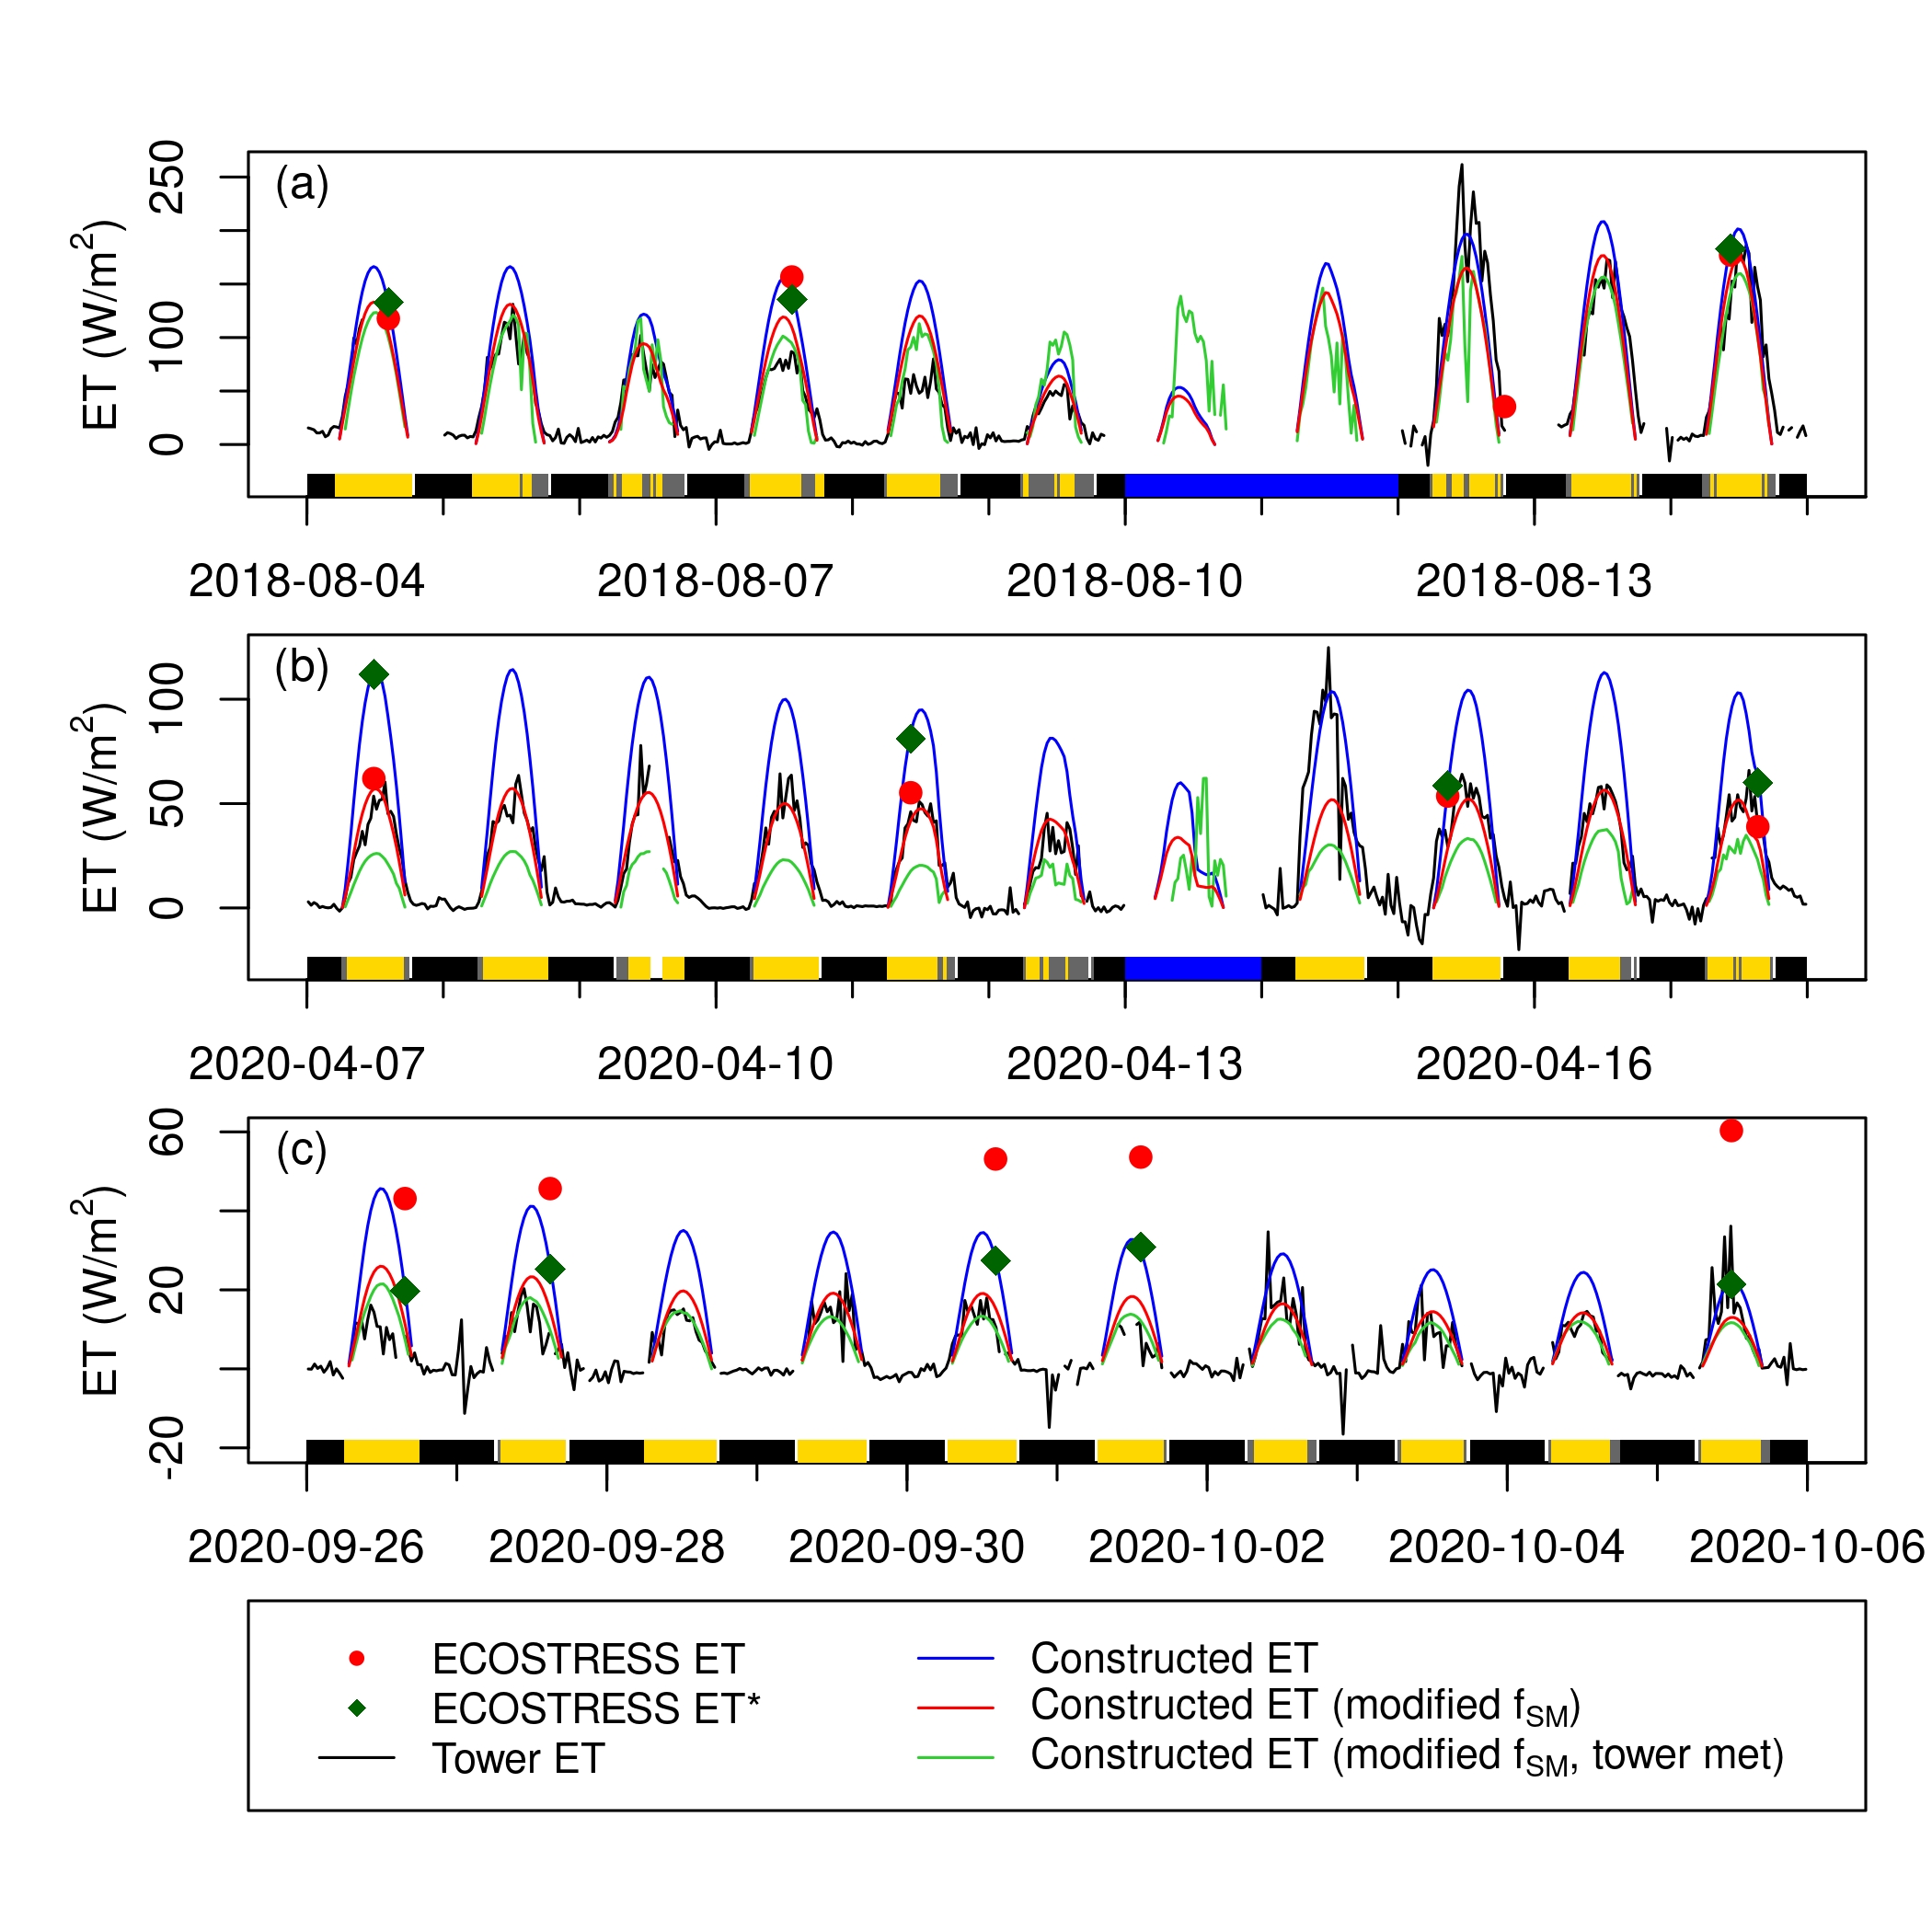 (a)
ET (W/m²)
250
100
0
2018-08-04 2018-08-07 2018-08-10 2018-08-13
(b)
ET (W/m²)
100
50
0
2020-04-07 2020-04-10 2020-04-13 2020-04-16
(c)
ET (W/m²)
60
20
-20
2020-09-26 2020-09-28 2020-09-30 2020-10-02 2020-10-04 2020-10-06
ECOSTRESS ET
ECOSTRESS ET*
Tower ET
Constructed ET
Constructed ET (modified fSM)
Constructed ET (modified fSM, tower met)